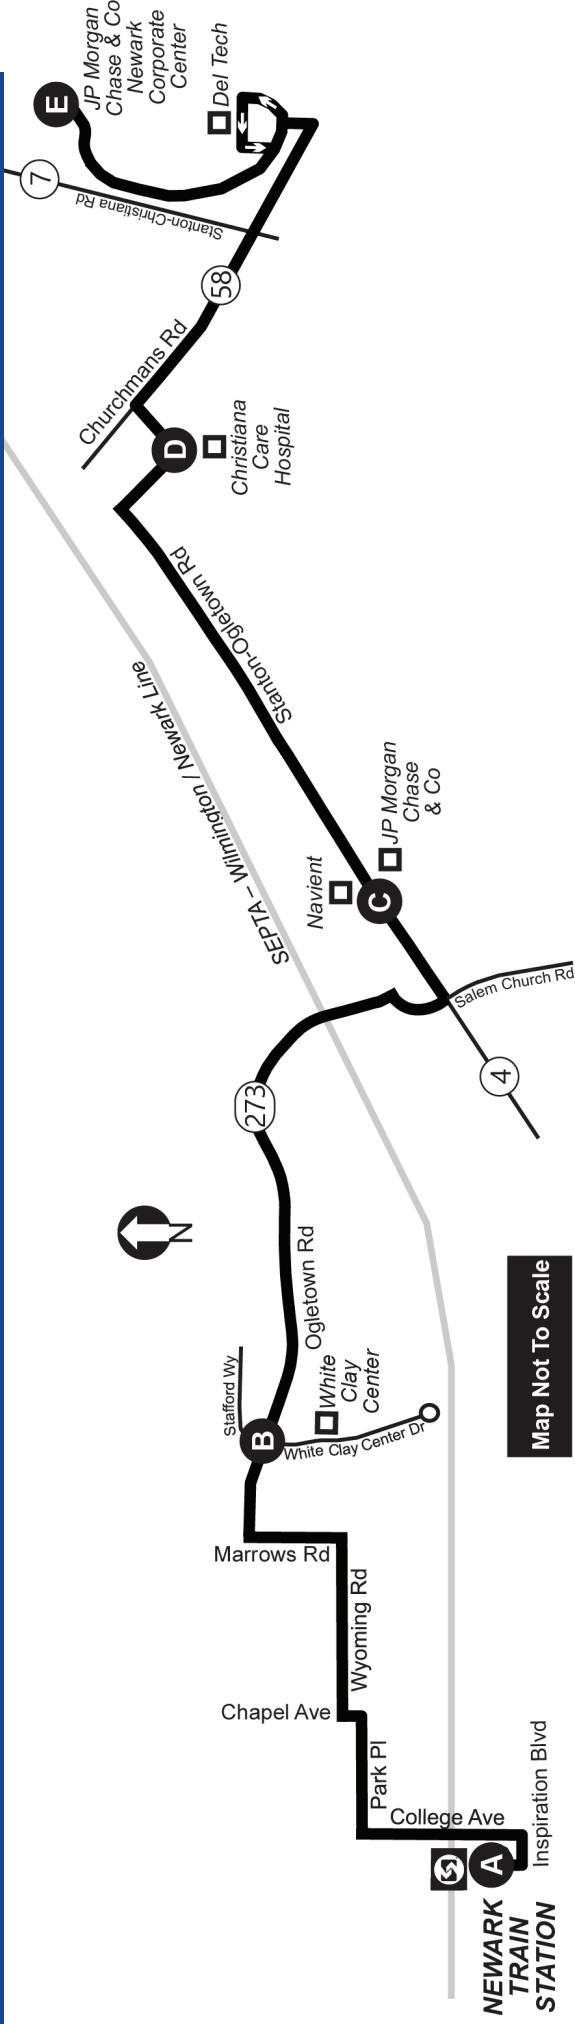 E
JP Morgan
Chase & Co
Newark
Corporate
Center
Del Tech
7
Stanton-Christiana Rd
58
Churchmans Rd
D
Christiana
Care
Hospital
Stanton-Ogletown Rd
SEPTA – Wilmington / Newark Line
JP Morgan
Chase
& Co
Navient
C
Salem Church Rd
4
273
N
Ogletown Rd
Stafford Wy
B
White
Clay
Center
White Clay Center Dr
Map Not To Scale
Marrows Rd
Wyoming Rd
Chapel Ave
Park Pl
College Ave
Inspiration Blvd
A
NEWARK
TRAIN
STATION